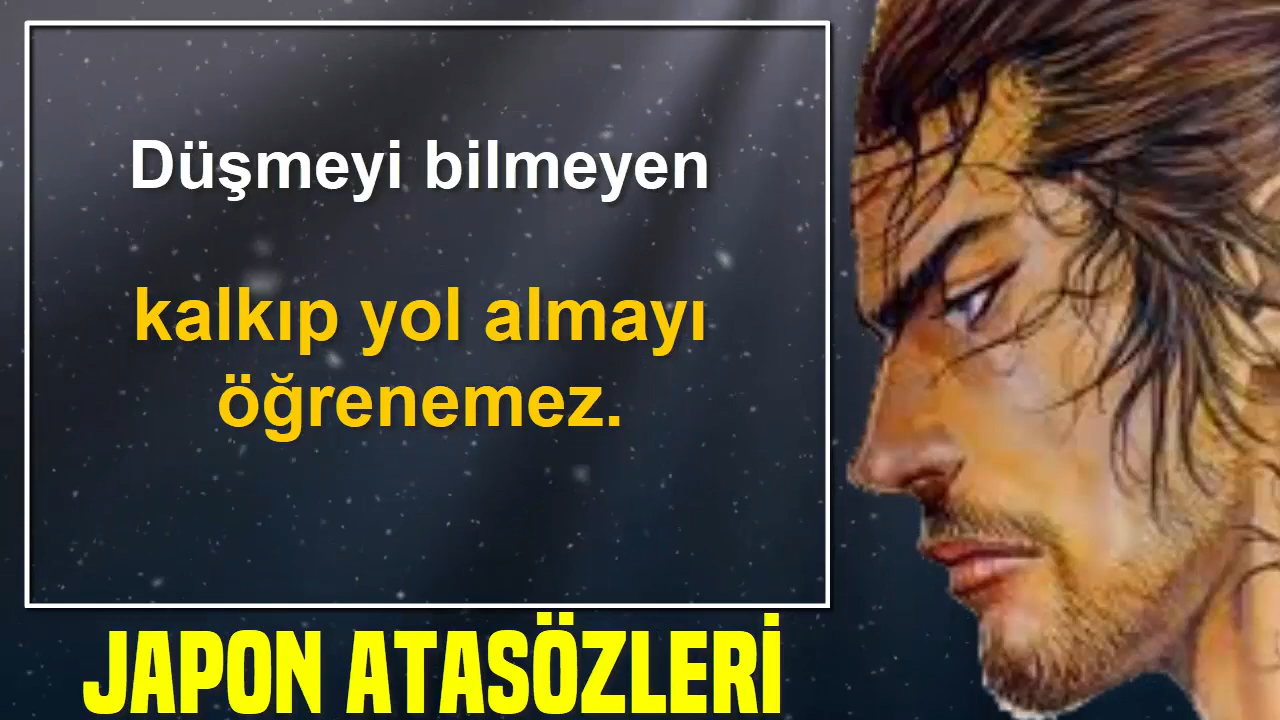 Düşmeyi bilmeyen
kalkıp yol almayı
öğrenemez.
JAPON ATASÖZLERİ